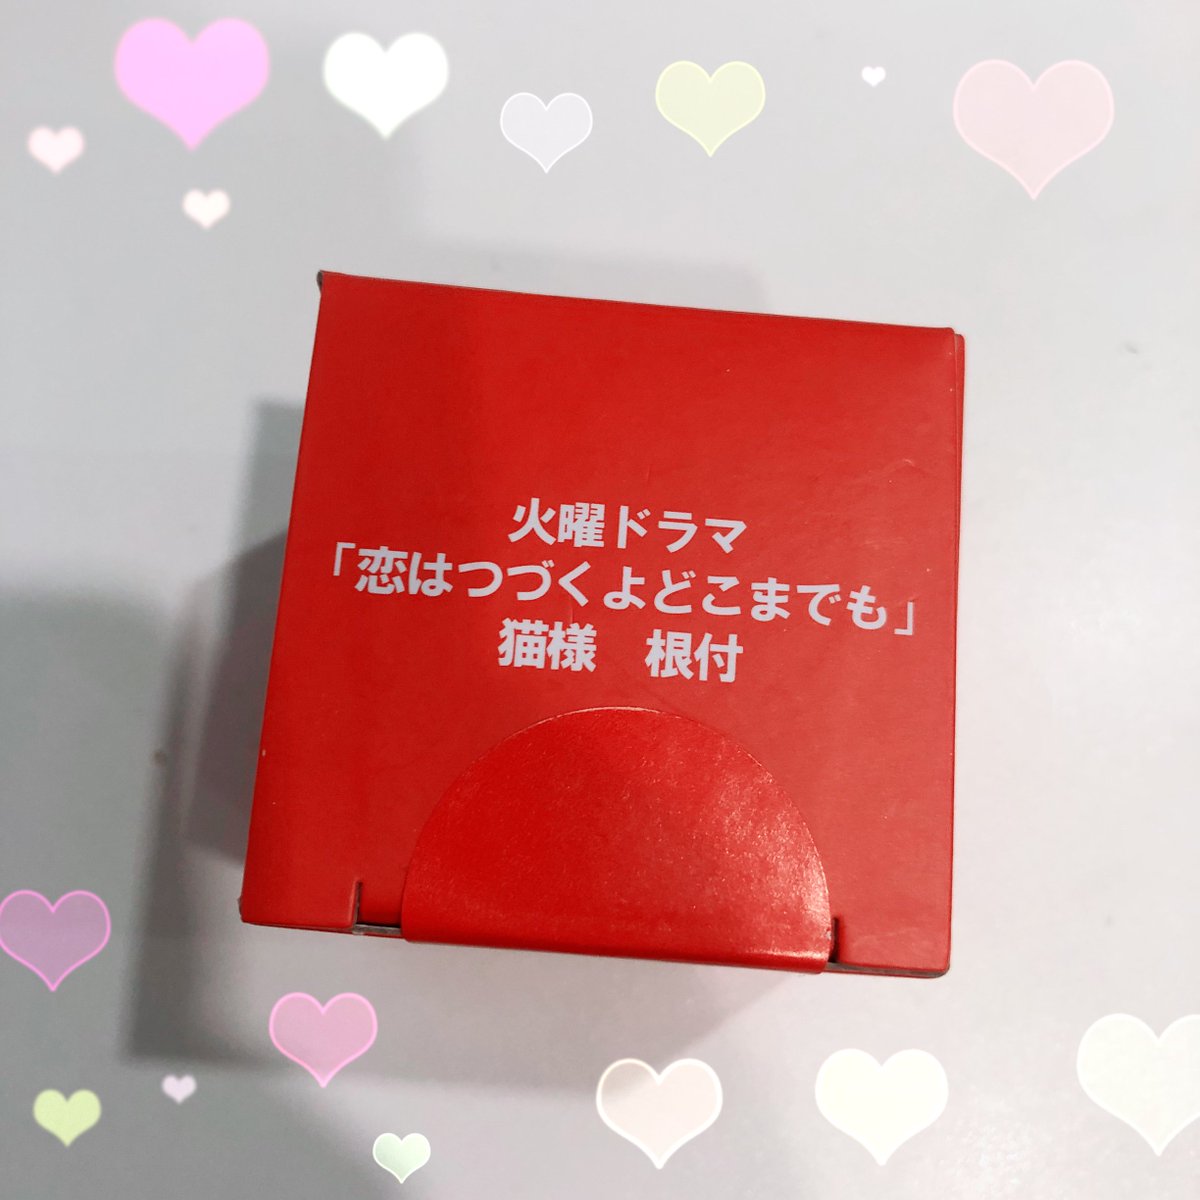 火曜ドラマ
「恋はつづくよどこまでも」
猫様　根付